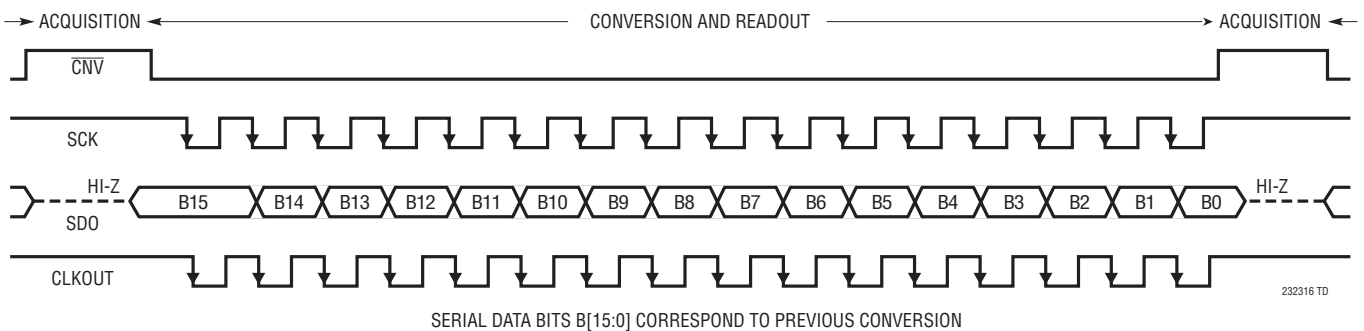 ACQUISITION CONVERSION AND READOUT ACQUISITION
CNV
SCK
HI-Z B15 B14 B13 B12 B11 B10 B9 B8 B7 B6 B5 B4 B3 B2 B1 B0 HI-Z
SDO
CLKOUT
232316 TD
SERIAL DATA BITS B[15:0] CORRESPOND TO PREVIOUS CONVERSION